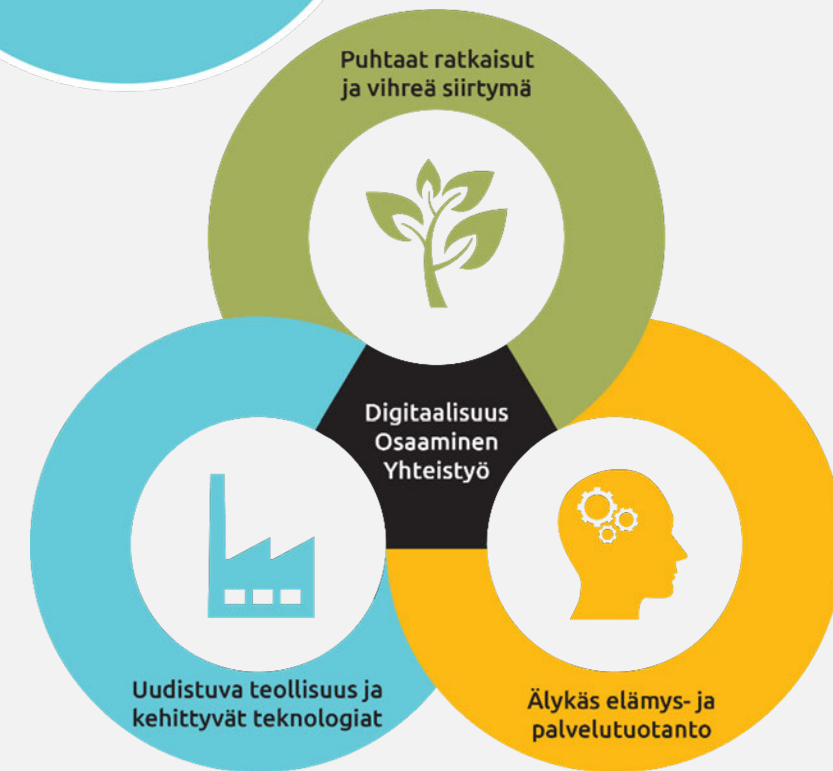 Puhtaat ratkaisut
ja vihreä siirtymä
Digitaalisuus
Osaaminen
Yhteistyö
Uudistuva teollisuus ja
kehittyvät teknologiat
Älykäs elämys- ja
palvelutuotanto